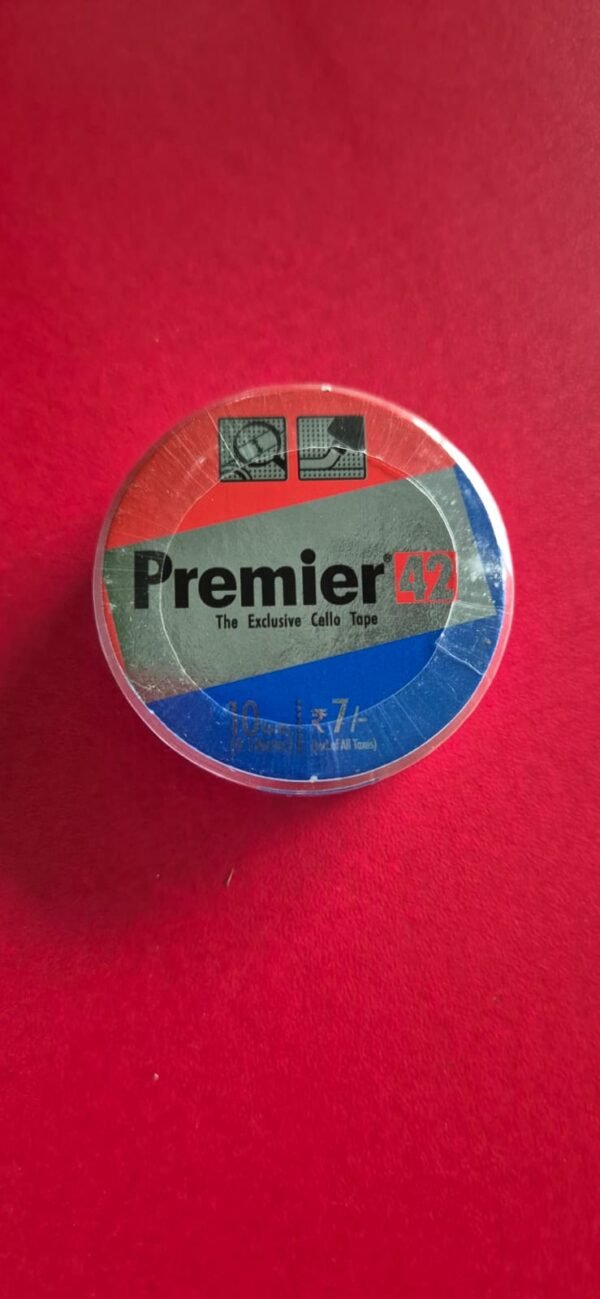 Premier® 42
The Exclusive Cello Tape
10 ₹ 7/-
(Incl. of All Taxes)